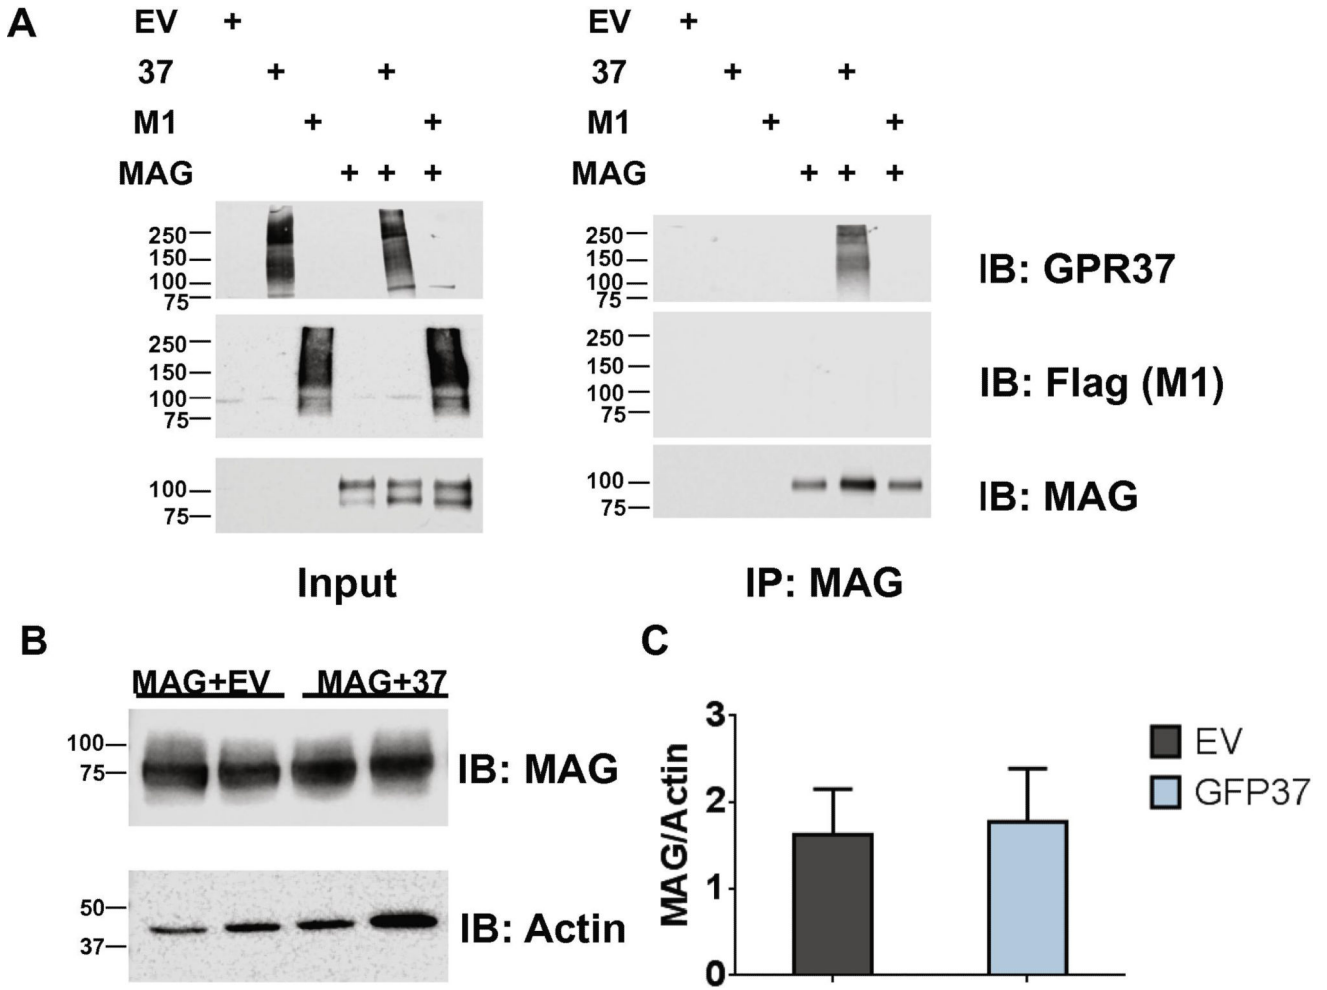 A
EV + EV +
37 + + 37 + +
M1 + + M1 + +
MAG + + + MAG + + +
250 250
150 150
100 100
75 75
IB: GPR37
250 250
150 150
100 100
75 75
IB: Flag (M1)
100 100
75 75
IB: MAG
Input IP: MAG
B
MAG+EV MAG+37
100
75
IB: MAG
50
37
IB: Actin
C
3
2
1
0
MAG/Actin
EV
GFP37